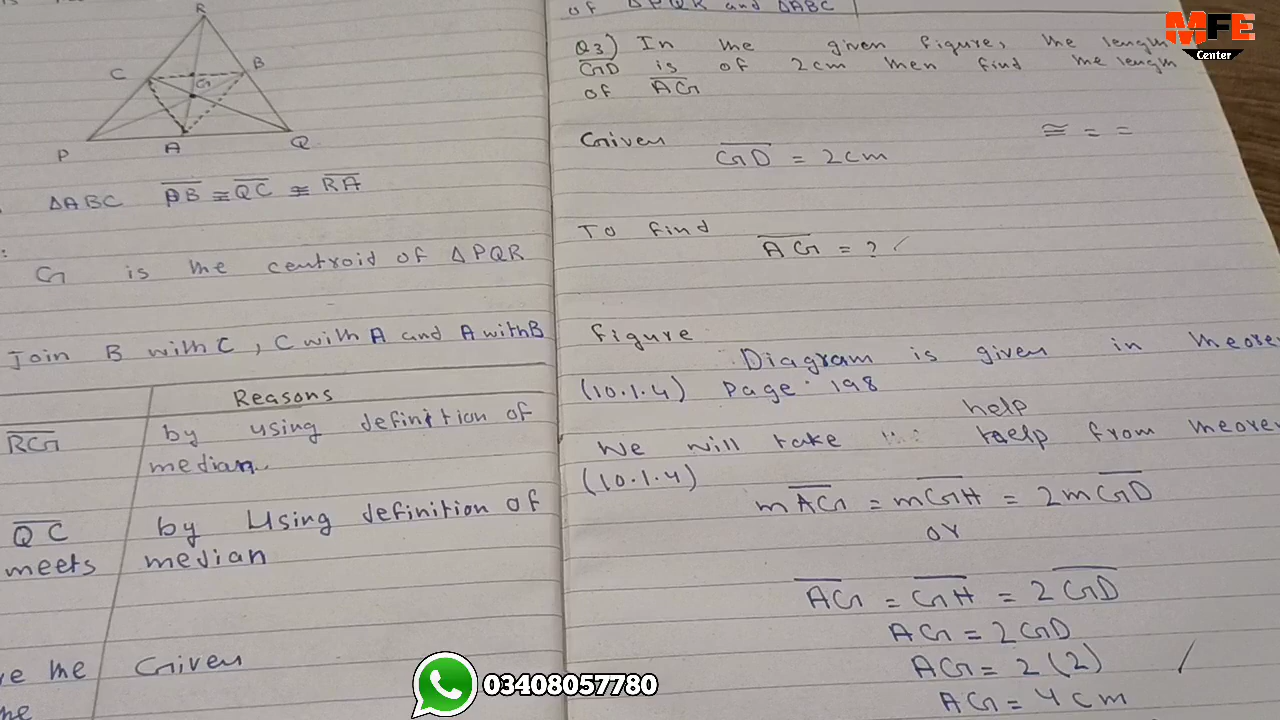 R
C
B
G
P
A
Q
ΔABC PB ≅ QC ≅ RA
:
G is the centroid of ΔPQR
Join B with C, C with A and A with B
Reasons
RG by using definition of
median.
QC by Using definition of
meets median
the Given
of ΔPQR and ΔABC
Q3) In the given figure, the length
GD is of 2cm then find the length
of AG
Given ≅ = =
GD = 2cm
To find
AG = ?
figure
Diagram is given in theore
(10.1.4) Page. 198
help
We will take help from theore
(10.1.4)
mAG = mGH = 2mGD
or
AG = GH = 2GD
AG = 2GD
AG = 2(2)
AG = 4cm
MFE
Center
03408057780